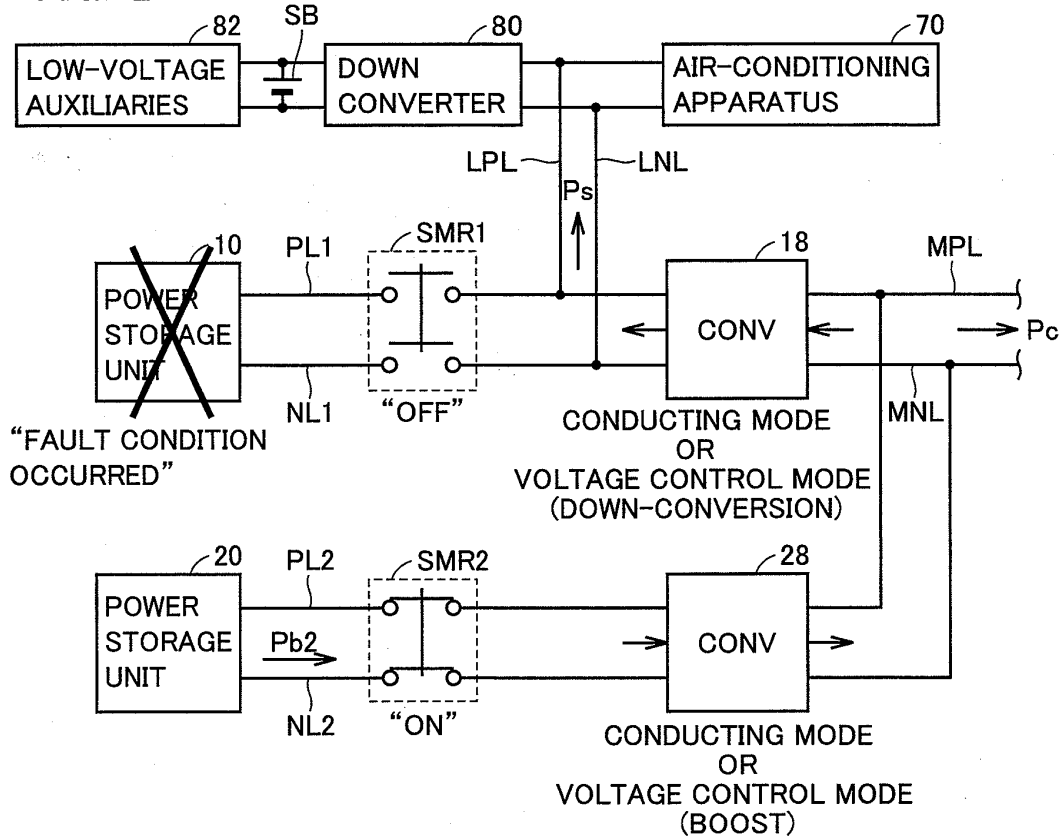 82
SB
80
70
LOW-VOLTAGE
AUXILIARIES
DOWN
CONVERTER
AIR-CONDITIONING
APPARATUS
LPL
LNL
Ps
10
PL1
SMR1
18
MPL
POWER
STORAGE
UNIT
CONV
Pc
NL1
"OFF"
MNL
"FAULT CONDITION
OCCURRED"
CONDUCTING MODE
OR
VOLTAGE CONTROL MODE
(DOWN-CONVERSION)
20
PL2
SMR2
28
POWER
STORAGE
UNIT
Pb2
CONV
NL2
"ON"
CONDUCTING MODE
OR
VOLTAGE CONTROL MODE
(BOOST)